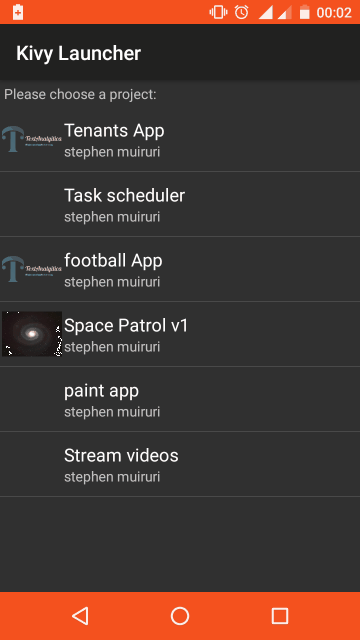 00:02
Kivy Launcher
Please choose a project:
Tenants App
stephen muiruri
Task scheduler
stephen muiruri
football App
stephen muiruri
Space Patrol v1
stephen muiruri
paint app
stephen muiruri
Stream videos
stephen muiruri